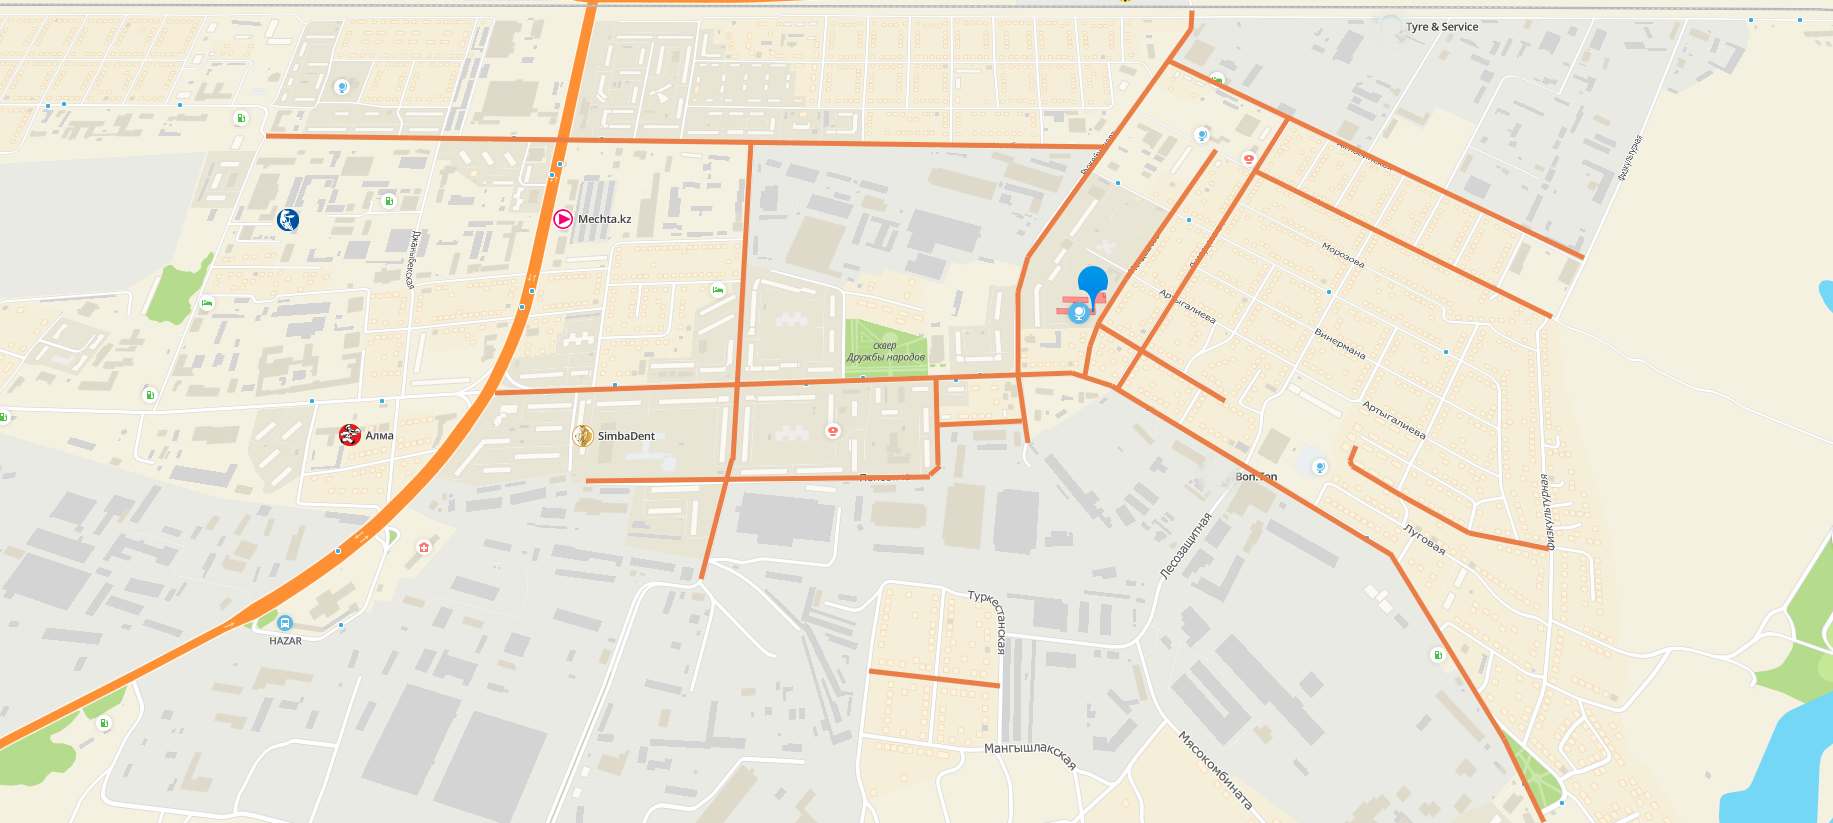 Tyre & Service
Физкультурная
Mechta.kz
Джаныбекская
Морозова
Артыгалиева
Винермана
сквер
Дружбы народов
Артыгалиева
Алма
SimbaDent
Bon.Ton
Физкультурная
Луговая
Лесозащитная
Туркестанская
HAZAR
Мангышлакская
Мясокомбината